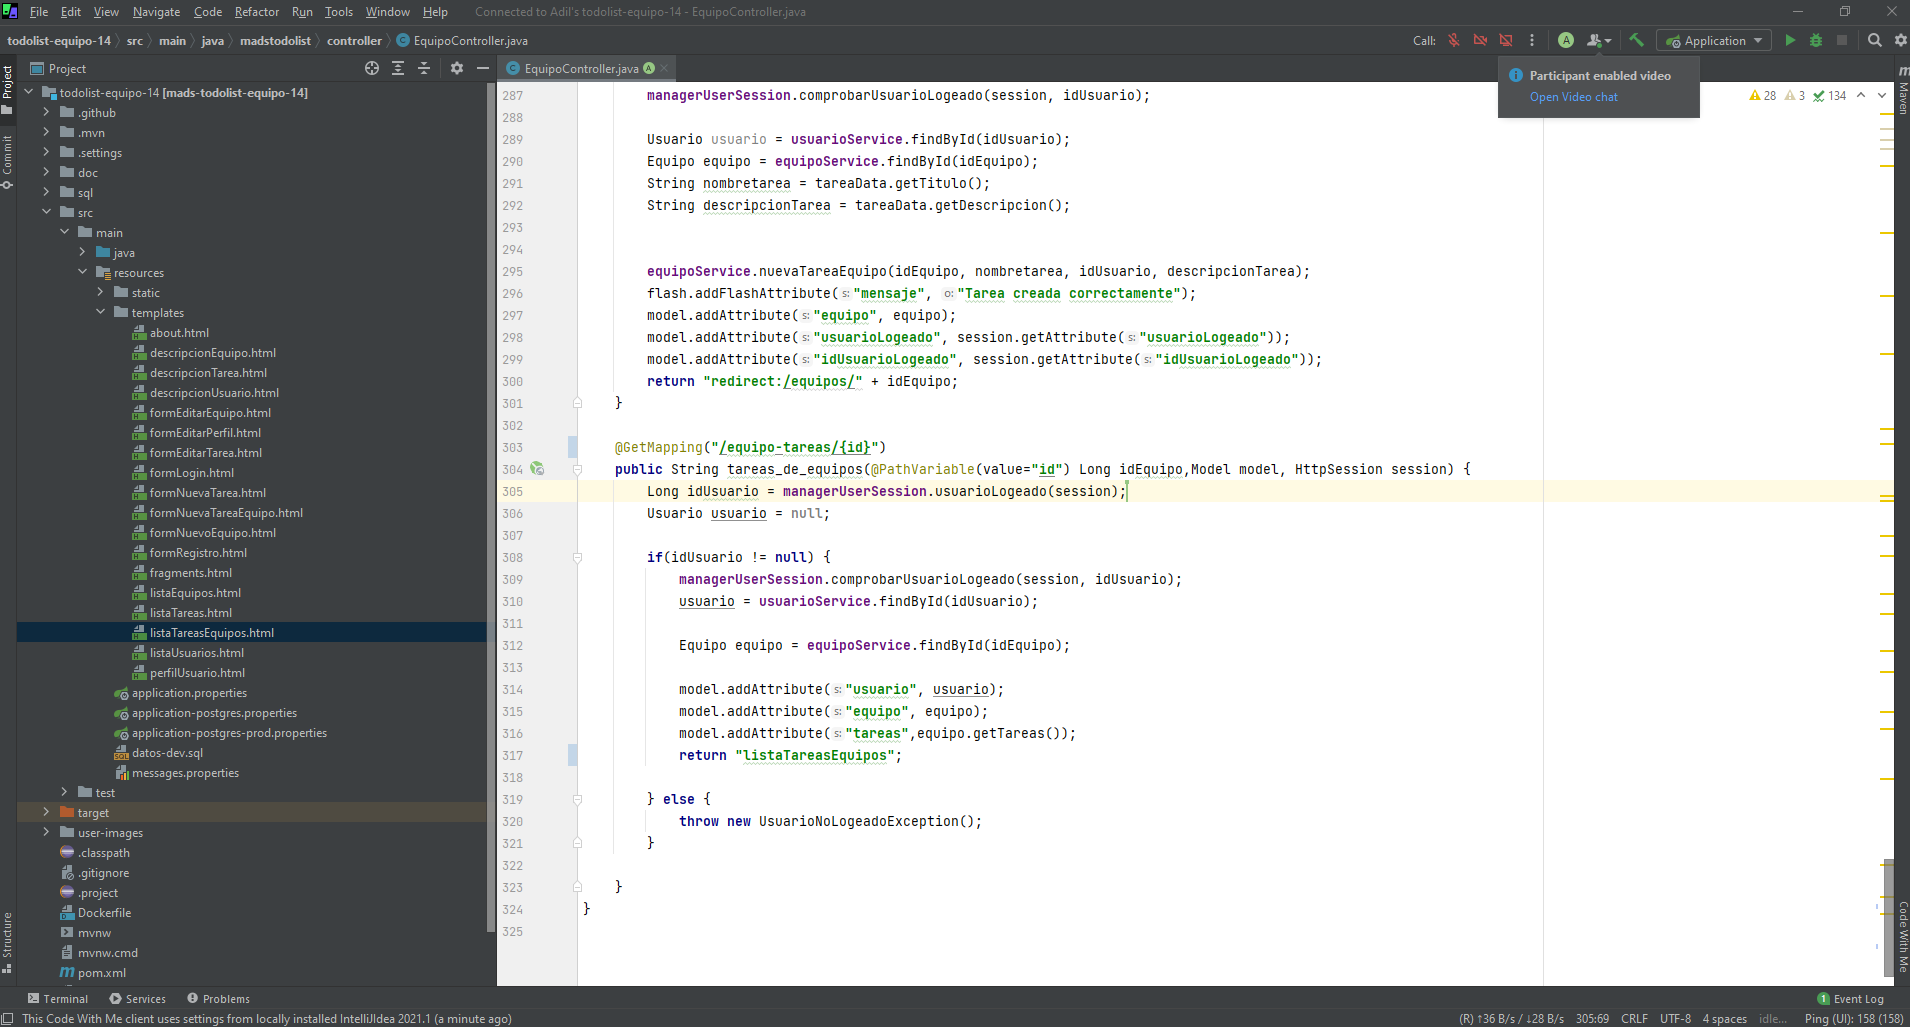 File Edit View Navigate Code Refactor Run Tools Window Help Connected to Adil's todolist-equipo-14 - EquipoController.java
todolist-equipo-14 src main java madstodolist controller C EquipoController.java Call: A Application
Project C EquipoController.java A
Participant enabled video
Open Video chat
28 3 134
Project
Commit
Structure
todolist-equipo-14 [mads-todolist-equipo-14]
.github
.mvn
.settings
doc
sql
src
main
java
resources
static
templates
about.html
descripcionEquipo.html
descripcionTarea.html
descripcionUsuario.html
formEditarEquipo.html
formEditarPerfil.html
formEditarTarea.html
formLogin.html
formNuevaTarea.html
formNuevaTareaEquipo.html
formNuevoEquipo.html
formRegistro.html
fragments.html
listaEquipos.html
listaTareas.html
listaTareasEquipos.html
listaUsuarios.html
perfilUsuario.html
application.properties
application-postgres.properties
application-postgres-prod.properties
datos-dev.sql
messages.properties
test
target
user-images
.classpath
.gitignore
.project
Dockerfile
mvnw
mvnw.cmd
pom.xml
287 managerUserSession.comprobarUsuarioLogeado(session, idUsuario);
288
289 Usuario usuario = usuarioService.findById(idUsuario);
290 Equipo equipo = equipoService.findById(idEquipo);
291 String nombretarea = tareaData.getTitulo();
292 String descripcionTarea = tareaData.getDescripcion();
293
294
295 equipoService.nuevaTareaEquipo(idEquipo, nombretarea, idUsuario, descripcionTarea);
296 flash.addFlashAttribute( s: "mensaje", o: "Tarea creada correctamente");
297 model.addAttribute( s: "equipo", equipo);
298 model.addAttribute( s: "usuarioLogeado", session.getAttribute( s: "usuarioLogeado"));
299 model.addAttribute( s: "idUsuarioLogeado", session.getAttribute( s: "idUsuarioLogeado"));
300 return "redirect:/equipos/" + idEquipo;
301 }
302
303 @GetMapping("/equipo-tareas/{id}")
304 public String tareas_de_equipos(@PathVariable(value="id") Long idEquipo,Model model, HttpSession session) {
305 Long idUsuario = managerUserSession.usuarioLogeado(session);
306 Usuario usuario = null;
307
308 if(idUsuario != null) {
309 managerUserSession.comprobarUsuarioLogeado(session, idUsuario);
310 usuario = usuarioService.findById(idUsuario);
311
312 Equipo equipo = equipoService.findById(idEquipo);
313
314 model.addAttribute( s: "usuario", usuario);
315 model.addAttribute( s: "equipo", equipo);
316 model.addAttribute( s: "tareas",equipo.getTareas());
317 return "listaTareasEquipos";
318
319 } else {
320 throw new UsuarioNoLogeadoException();
321 }
322
323 }
324 }
325
m Maven
Code With Me
Terminal Services Problems 1 Event Log
This Code With Me client uses settings from locally installed IntelliJIdea 2021.1 (a minute ago) (R) ↑36 B/s / ↓28 B/s 305:69 CRLF UTF-8 4 spaces idle... Ping (UI): 158 (158)